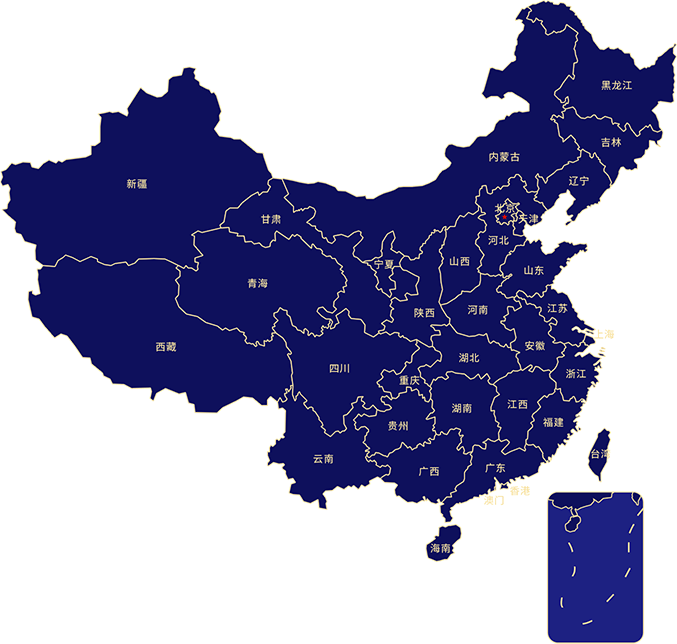 黑龙江
吉林
内蒙古
辽宁
新疆
北京
天津
甘肃
河北
山西
宁夏
山东
青海
河南
江苏
陕西
上海
西藏
安徽
湖北
四川
浙江
重庆
江西
湖南
福建
贵州
台湾
云南
广东
广西
香港
澳门
海南